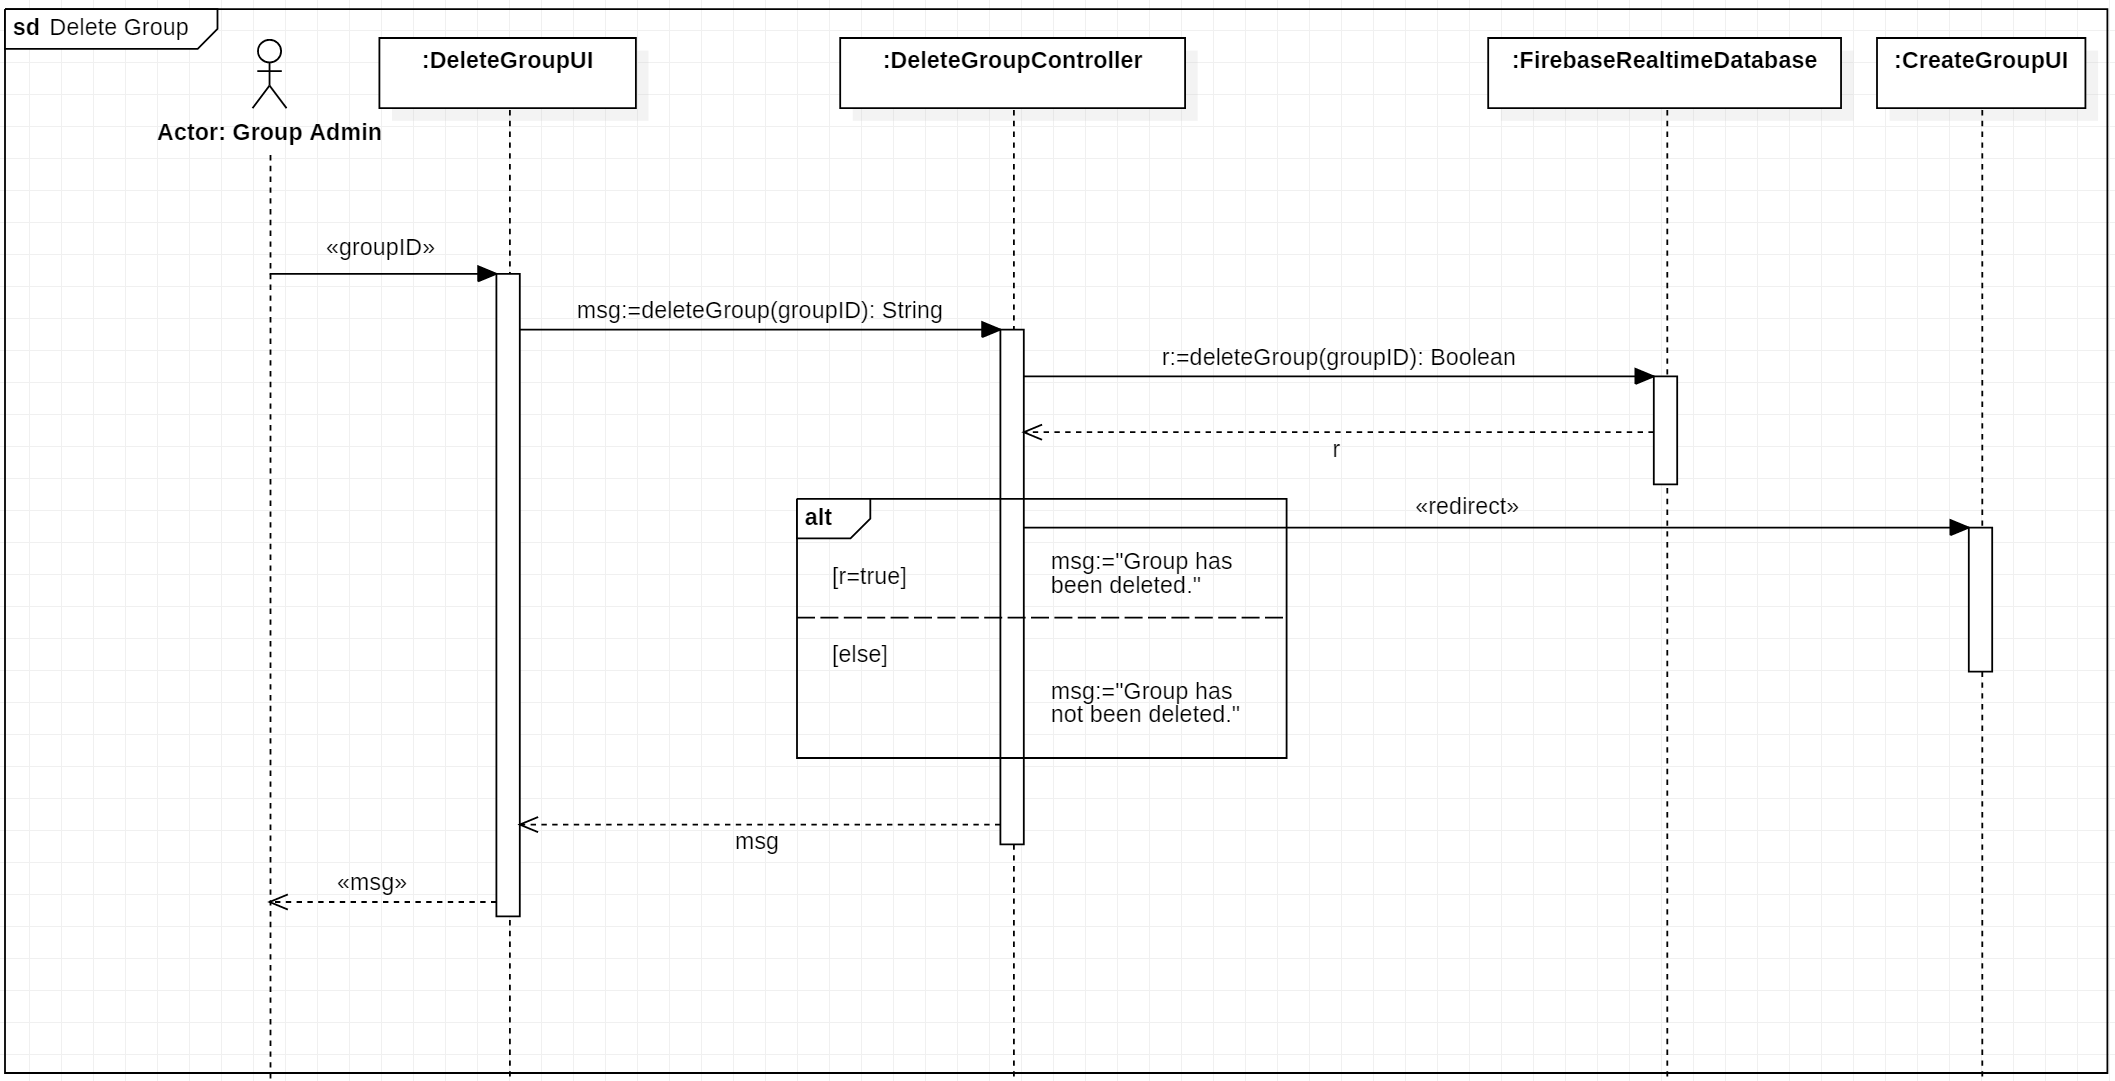 sd Delete Group
:DeleteGroupUI
:DeleteGroupController
:FirebaseRealtimeDatabase
:CreateGroupUI
Actor: Group Admin
«groupID»
msg:=deleteGroup(groupID): String
r:=deleteGroup(groupID): Boolean
r
«redirect»
alt
[r=true]
msg:="Group has
been deleted."
[else]
msg:="Group has
not been deleted."
msg
«msg»